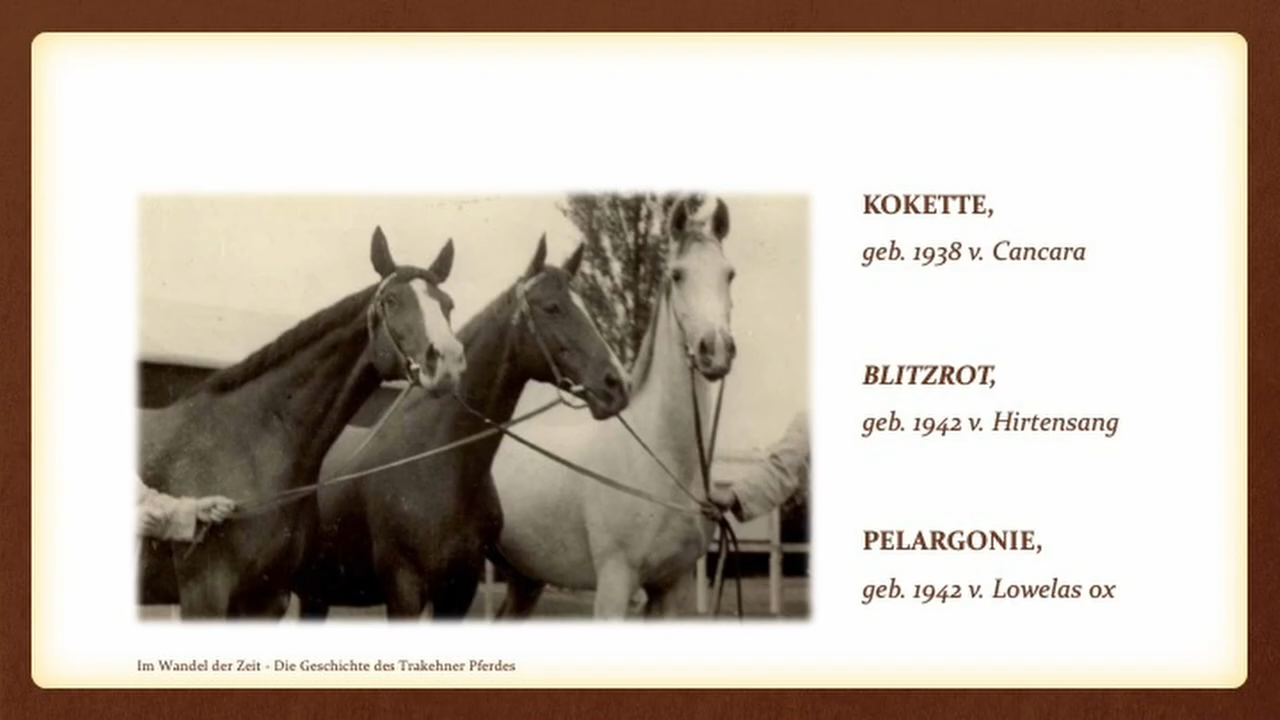 KOKETTE,
geb. 1938 v. Cancara
BLITZROT,
geb. 1942 v. Hirtensang
PELARGONIE,
geb. 1942 v. Lowelas ox
Im Wandel der Zeit - Die Geschichte des Trakehner Pferdes